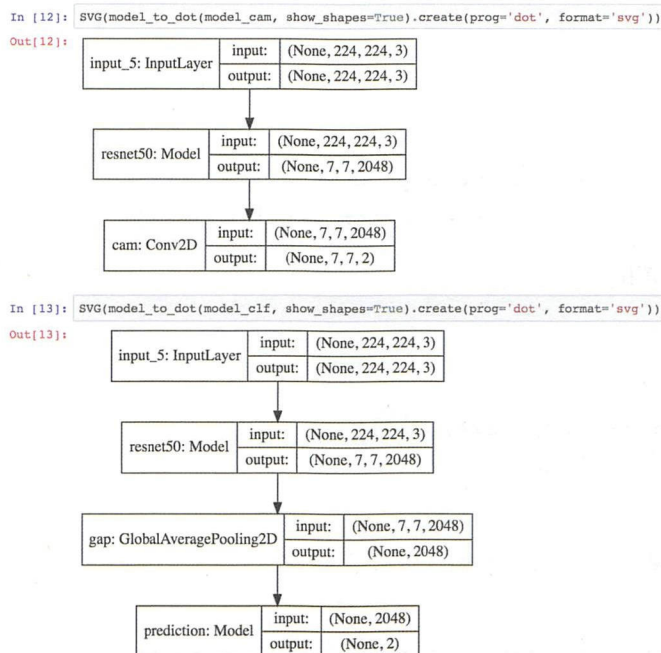 In [12]: SVG(model_to_dot(model_cam, show_shapes=True).create(prog='dot', format='svg'))
Out[12]:
input_5: InputLayer
input: (None, 224, 224, 3)
output: (None, 224, 224, 3)
resnet50: Model
input: (None, 224, 224, 3)
output: (None, 7, 7, 2048)
cam: Conv2D
input: (None, 7, 7, 2048)
output: (None, 7, 7, 2)
In [13]: SVG(model_to_dot(model_clf, show_shapes=True).create(prog='dot', format='svg'))
Out[13]:
input_5: InputLayer
input: (None, 224, 224, 3)
output: (None, 224, 224, 3)
resnet50: Model
input: (None, 224, 224, 3)
output: (None, 7, 7, 2048)
gap: GlobalAveragePooling2D
input: (None, 7, 7, 2048)
output: (None, 2048)
prediction: Model
input: (None, 2048)
output: (None, 2)